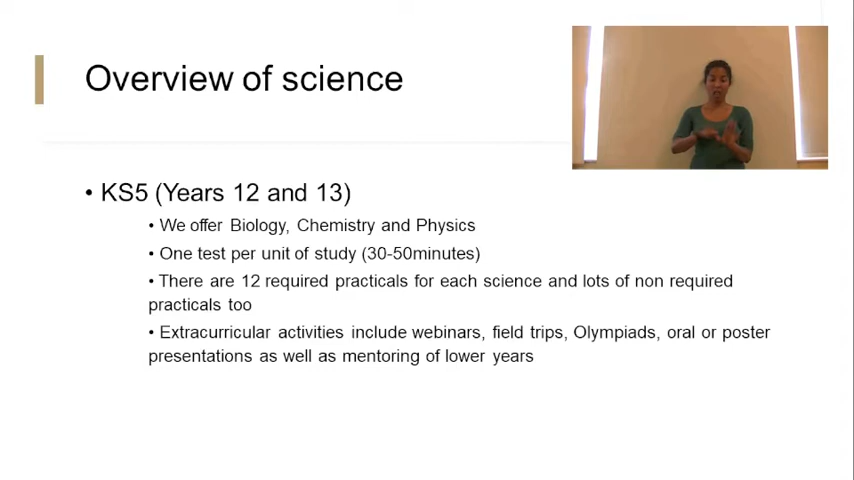 Overview of science
• KS5 (Years 12 and 13)
• We offer Biology, Chemistry and Physics
• One test per unit of study (30-50minutes)
• There are 12 required practicals for each science and lots of non required
practicals too
• Extracurricular activities include webinars, field trips, Olympiads, oral or poster
presentations as well as mentoring of lower years